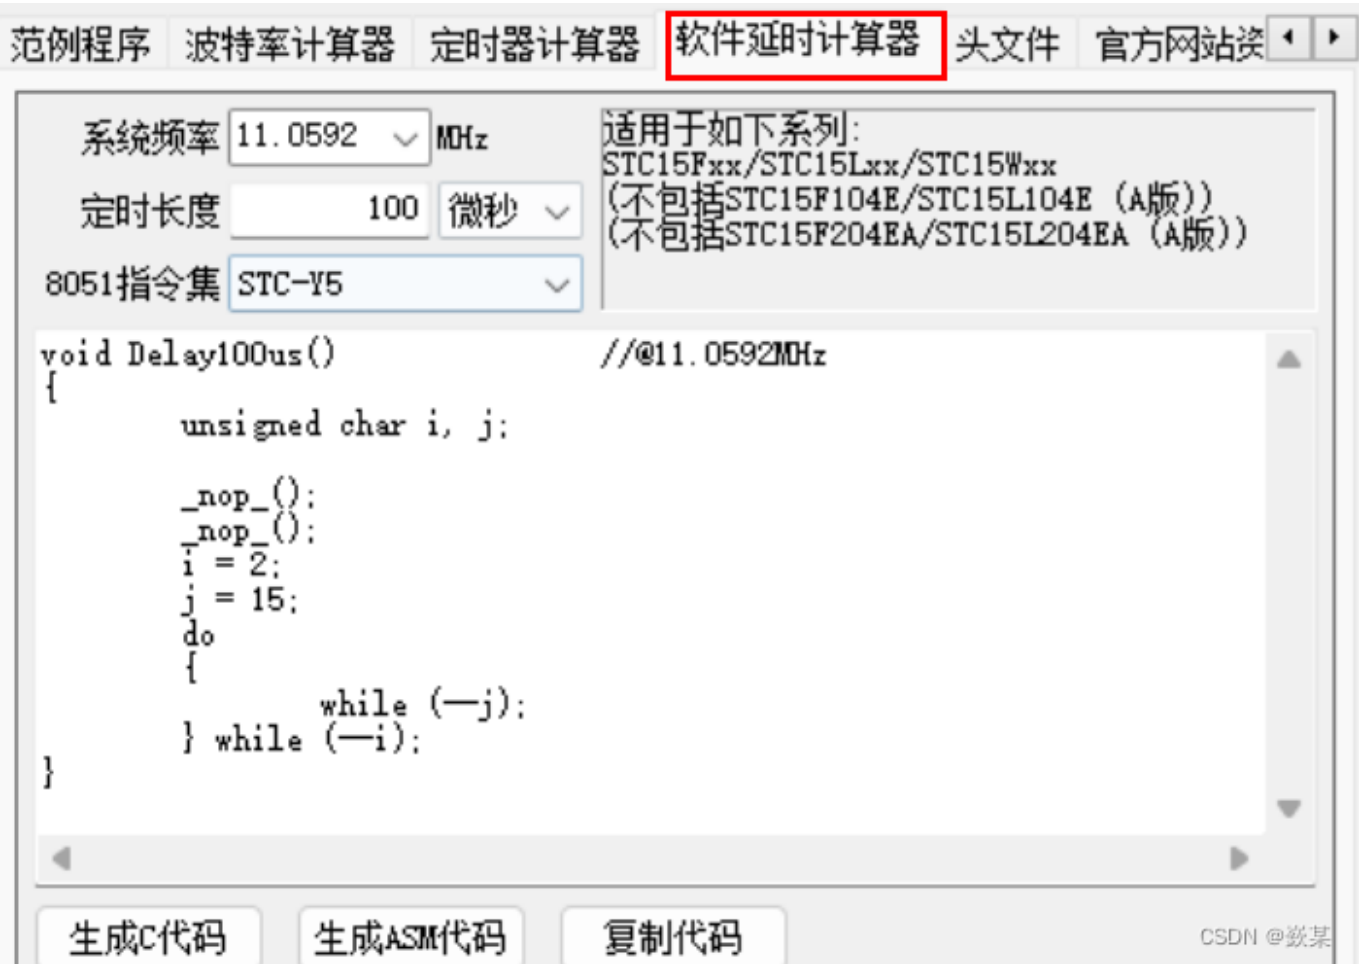 范例程序 波特率计算器 定时器计算器 软件延时计算器 头文件 官方网站资
系统频率 11.0592 MHz
定时长度 100 微秒
8051指令集 STC-Y5
适用于如下系列:
STC15Fxx/STC15Lxx/STC15Wxx
(不包括STC15F104E/STC15L104E (A版))
(不包括STC15F204EA/STC15L204EA (A版))
void Delay100us() //@11.0592MHz
{
unsigned char i, j;
_nop_();
_nop_();
i = 2;
j = 15;
do
{
while (--j);
} while (--i);
}
生成C代码 生成ASM代码 复制代码
CSDN @嵌某